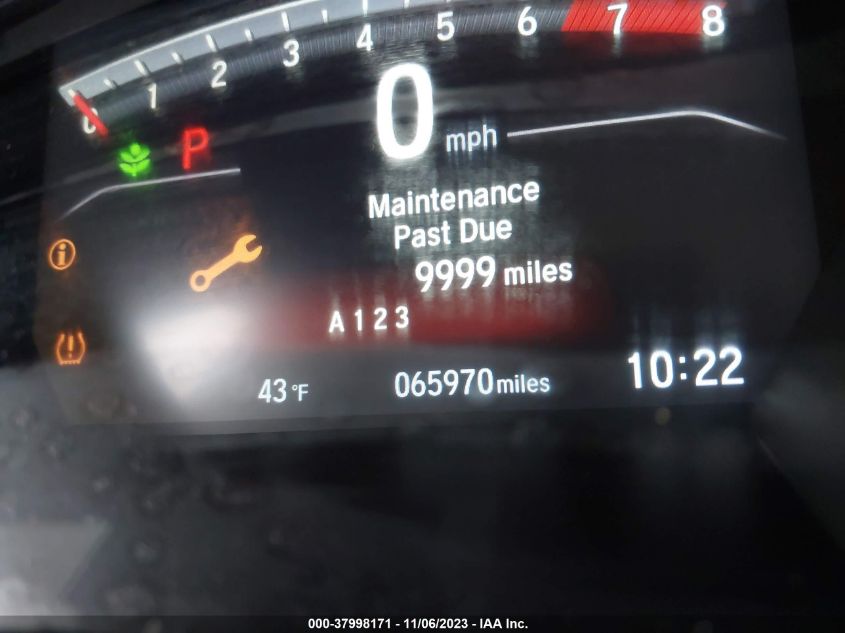 0 1 2 3 4 5 6 7 8
0 mph
P
Maintenance
Past Due
9999 miles
A 1 2 3
43 °F
065970 miles
10:22
000-37998171 - 11/06/2023 - IAA Inc.